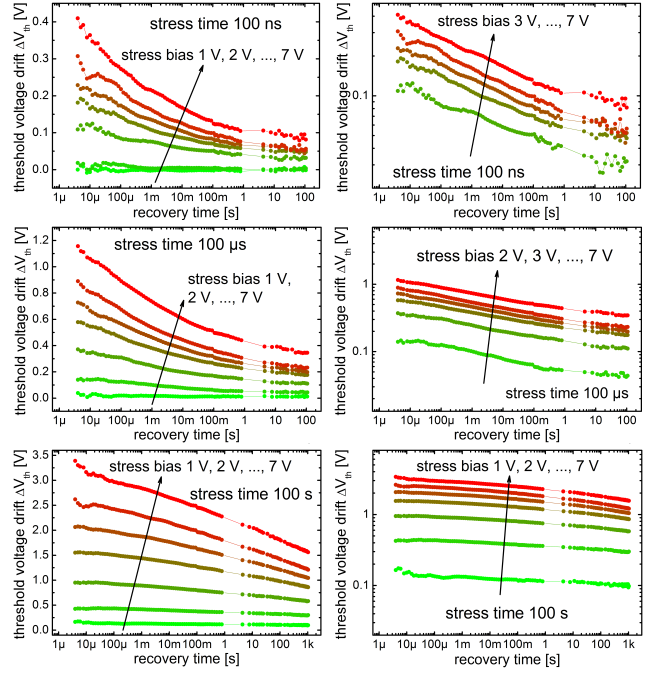 threshold voltage drift ΔVth [V]
0.4
0.3
0.2
0.1
0.0
stress time 100 ns
stress bias 1 V, 2 V, ..., 7 V
1μ 10μ 100μ 1m 10m 100m 1 10 100
recovery time [s]
threshold voltage drift ΔVth [V]
0.1
stress bias 3 V, ..., 7 V
stress time 100 ns
1μ 10μ 100μ 1m 10m 100m 1 10 100
recovery time [s]
threshold voltage drift ΔVth [V]
1.2
1.0
0.8
0.6
0.4
0.2
0.0
stress time 100 μs
stress bias 1 V,
2 V, ..., 7 V
1μ 10μ 100μ 1m 10m 100m 1 10 100
recovery time [s]
threshold voltage drift ΔVth [V]
1
0.1
stress bias 2 V, 3 V, ..., 7 V
stress time 100 μs
1μ 10μ 100μ 1m 10m 100m 1 10 100
recovery time [s]
threshold voltage drift ΔVth [V]
3.5
3.0
2.5
2.0
1.5
1.0
0.5
0.0
stress bias 1 V, 2 V, ..., 7 V
stress time 100 s
1μ 10μ 100μ 1m 10m 100m 1 10 100 1k
recovery time [s]
threshold voltage drift ΔVth [V]
1
0.1
stress bias 1 V, 2 V, ..., 7 V
stress time 100 s
1μ 10μ 100μ 1m 10m 100m 1 10 100 1k
recovery time [s]